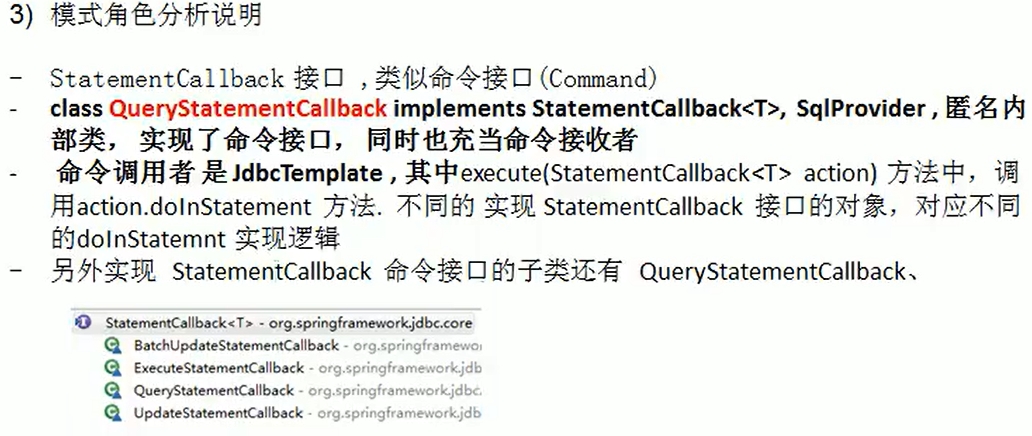 3) 模式角色分析说明
– StatementCallback 接口 ,类似命令接口(Command)
- class QueryStatementCallback implements StatementCallback<T>, SqlProvider , 匿名内
部类， 实现了命令接口， 同时也充当命令接收者
- 命令调用者 是 JdbcTemplate , 其中execute(StatementCallback<T> action) 方法中，调
用action.doInStatement 方法. 不同的 实现 StatementCallback 接口的对象，对应不同
的doInStatemnt 实现逻辑
– 另外实现 StatementCallback 命令接口的子类还有 QueryStatementCallback、
StatementCallback<T> - org.springframework.jdbc.core
BatchUpdateStatementCallback - org.springframewo
ExecuteStatementCallback - org.springframework.jdb
QueryStatementCallback - org.springframework.jdbc.
UpdateStatementCallback - org.springframework.jdb